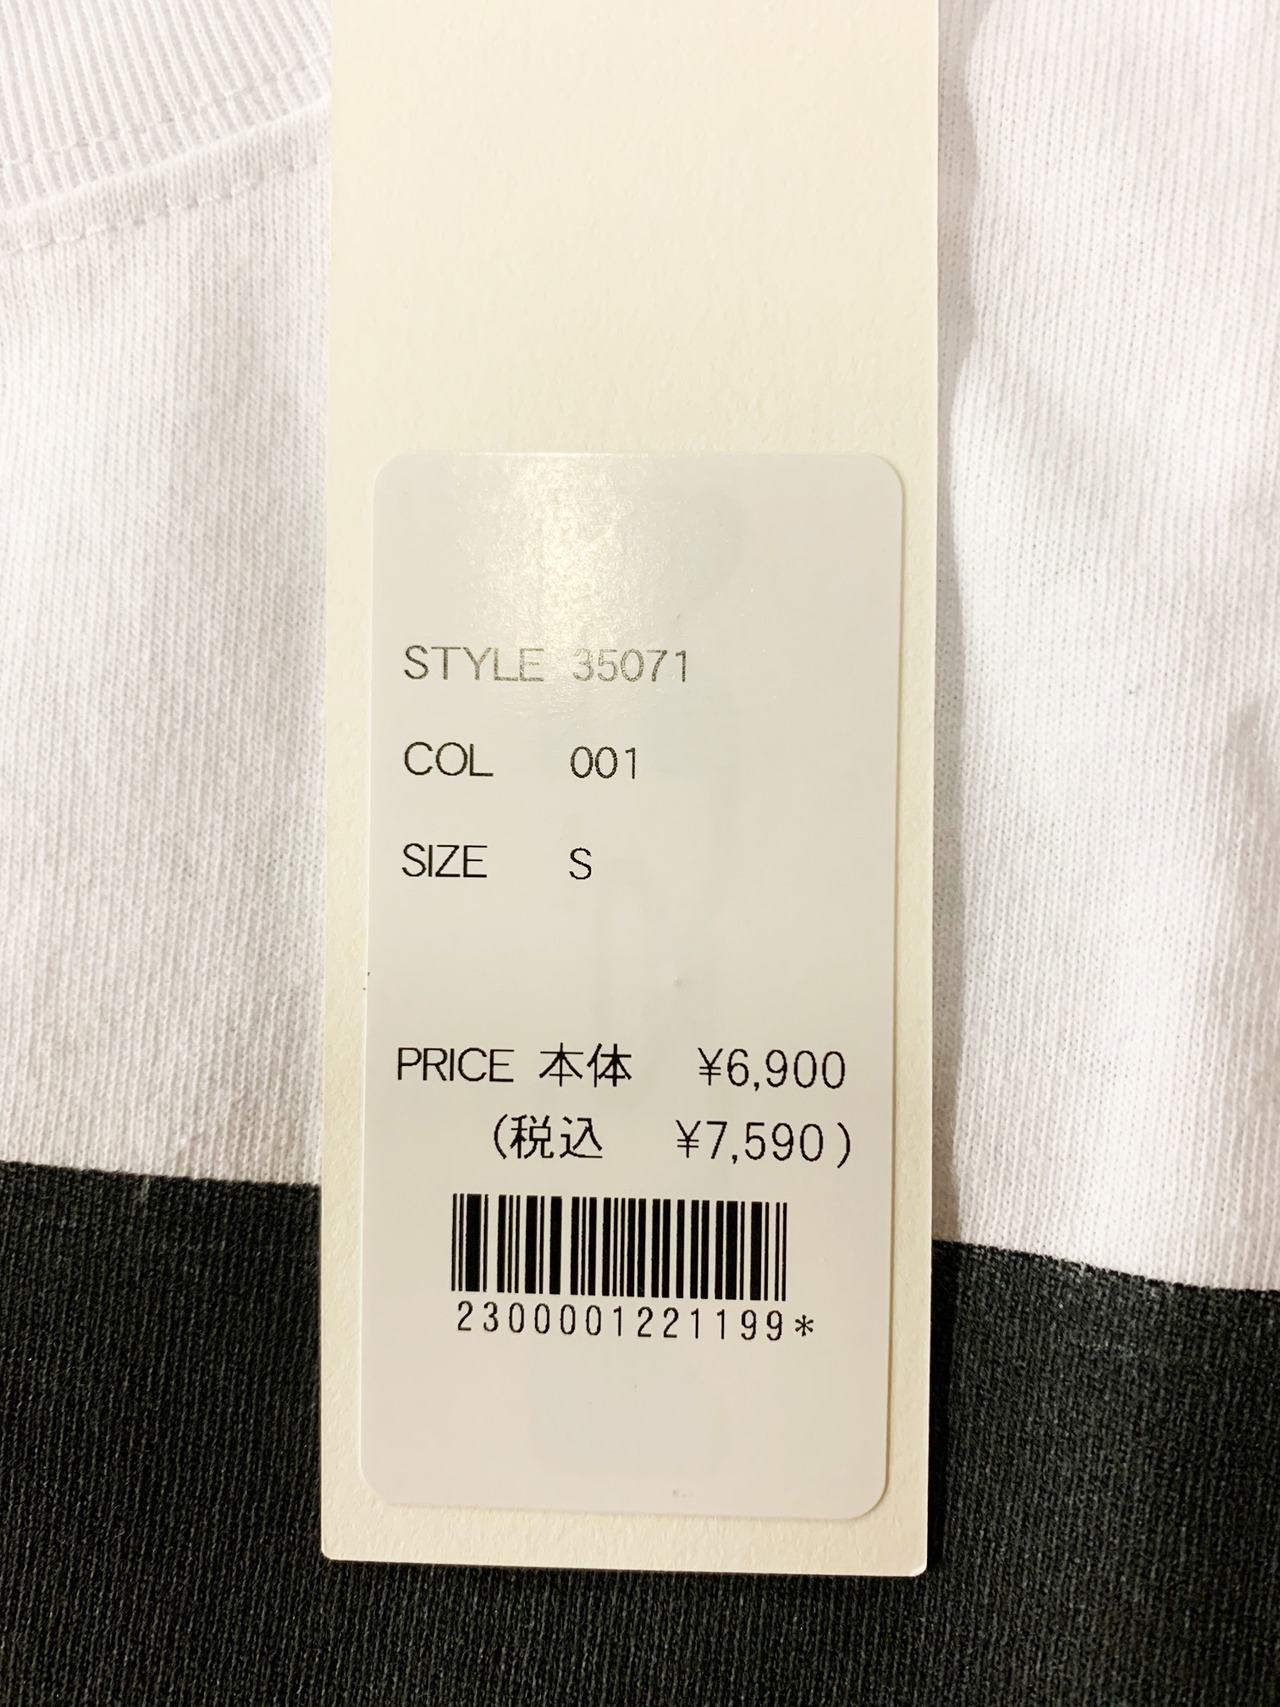 STYLE 35071
COL 001
SIZE S
PRICE 本体 ¥6,900
(税込 ¥7,590)
2300001221199*